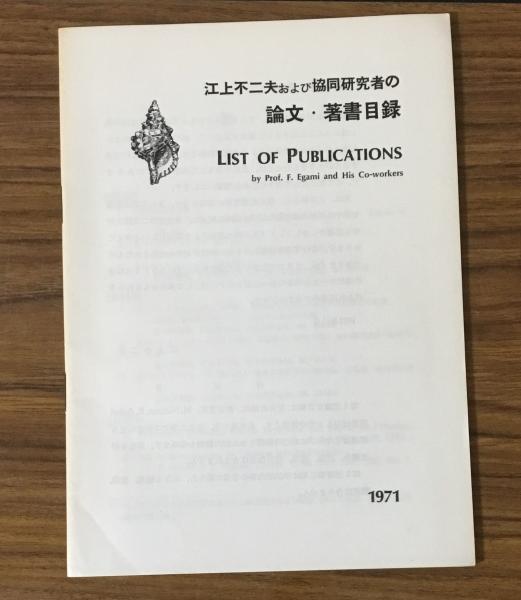 江上不二夫および協同研究者の
論文・著書目録
LIST OF PUBLICATIONS
by Prof. F. Egami and His Co-workers
1971